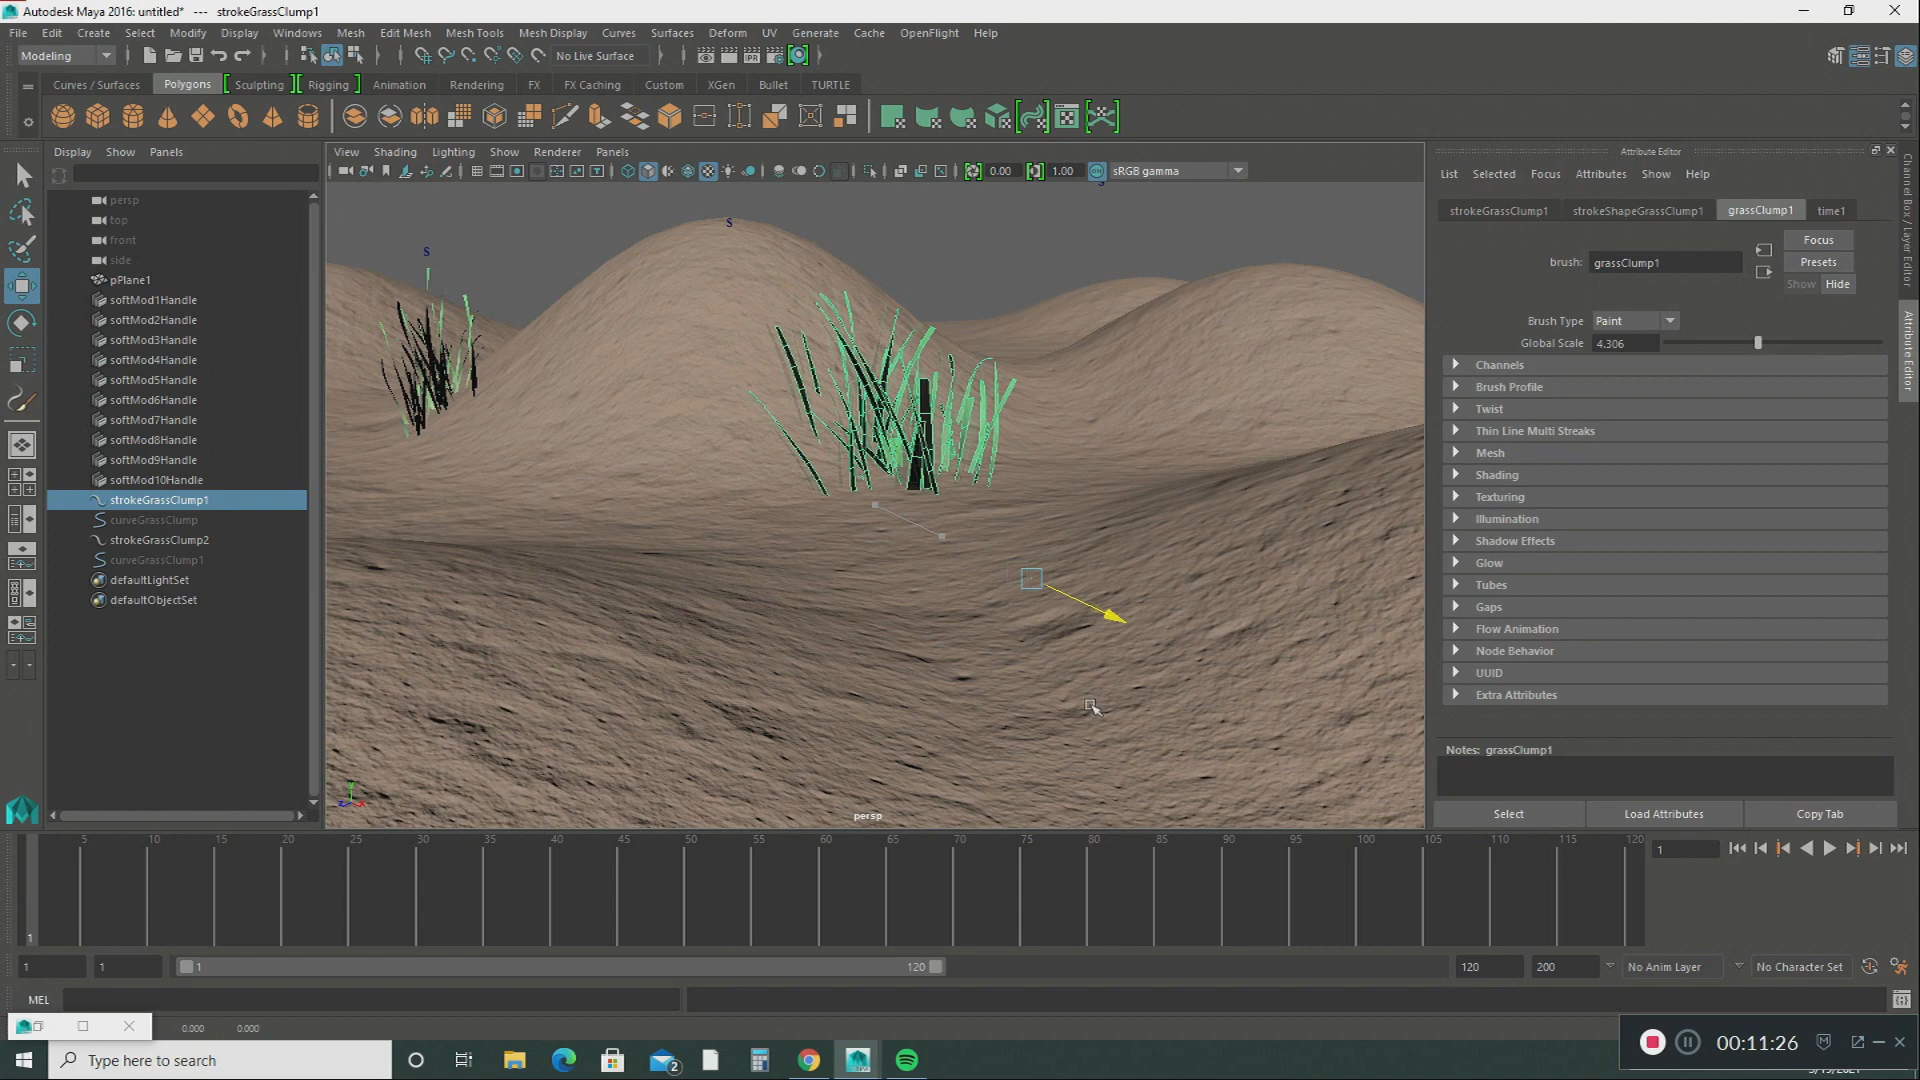 Autodesk Maya 2016: untitled* --- strokeGrassClump1
File Edit Create Select Modify Display Windows Mesh Edit Mesh Mesh Tools Mesh Display Curves Surfaces Deform UV Generate Cache OpenFlight Help
Modeling No Live Surface
Curves / Surfaces Polygons Sculpting Rigging Animation Rendering FX FX Caching Custom XGen Bullet TURTLE
Display Show Panels
View Shading Lighting Show Renderer Panels
0.00 1.00 sRGB gamma
persp
top
front
side
pPlane1
softMod1Handle
softMod2Handle
softMod3Handle
softMod4Handle
softMod5Handle
softMod6Handle
softMod7Handle
softMod8Handle
softMod9Handle
softMod10Handle
strokeGrassClump1
curveGrassClump
strokeGrassClump2
curveGrassClump1
defaultLightSet
defaultObjectSet
S
S
S
persp
Attribute Editor
List Selected Focus Attributes Show Help
strokeGrassClump1 strokeShapeGrassClump1 grassClump1 time1
brush: grassClump1
Focus
Presets
Show Hide
Brush Type Paint
Global Scale 4.306
Channels
Brush Profile
Twist
Thin Line Multi Streaks
Mesh
Shading
Texturing
Illumination
Shadow Effects
Glow
Tubes
Gaps
Flow Animation
Node Behavior
UUID
Extra Attributes
Notes: grassClump1
Select Load Attributes Copy Tab
Channel Box / Layer Editor
Attribute Editor
5 10 15 20 25 30 35 40 45 50 55 60 65 70 75 80 85 90 95 100 105 110 115 120
1
1
1 1 1 120 120 200 No Anim Layer No Character Set
MEL
0.000 0.000
Type here to search
2
00:11:26